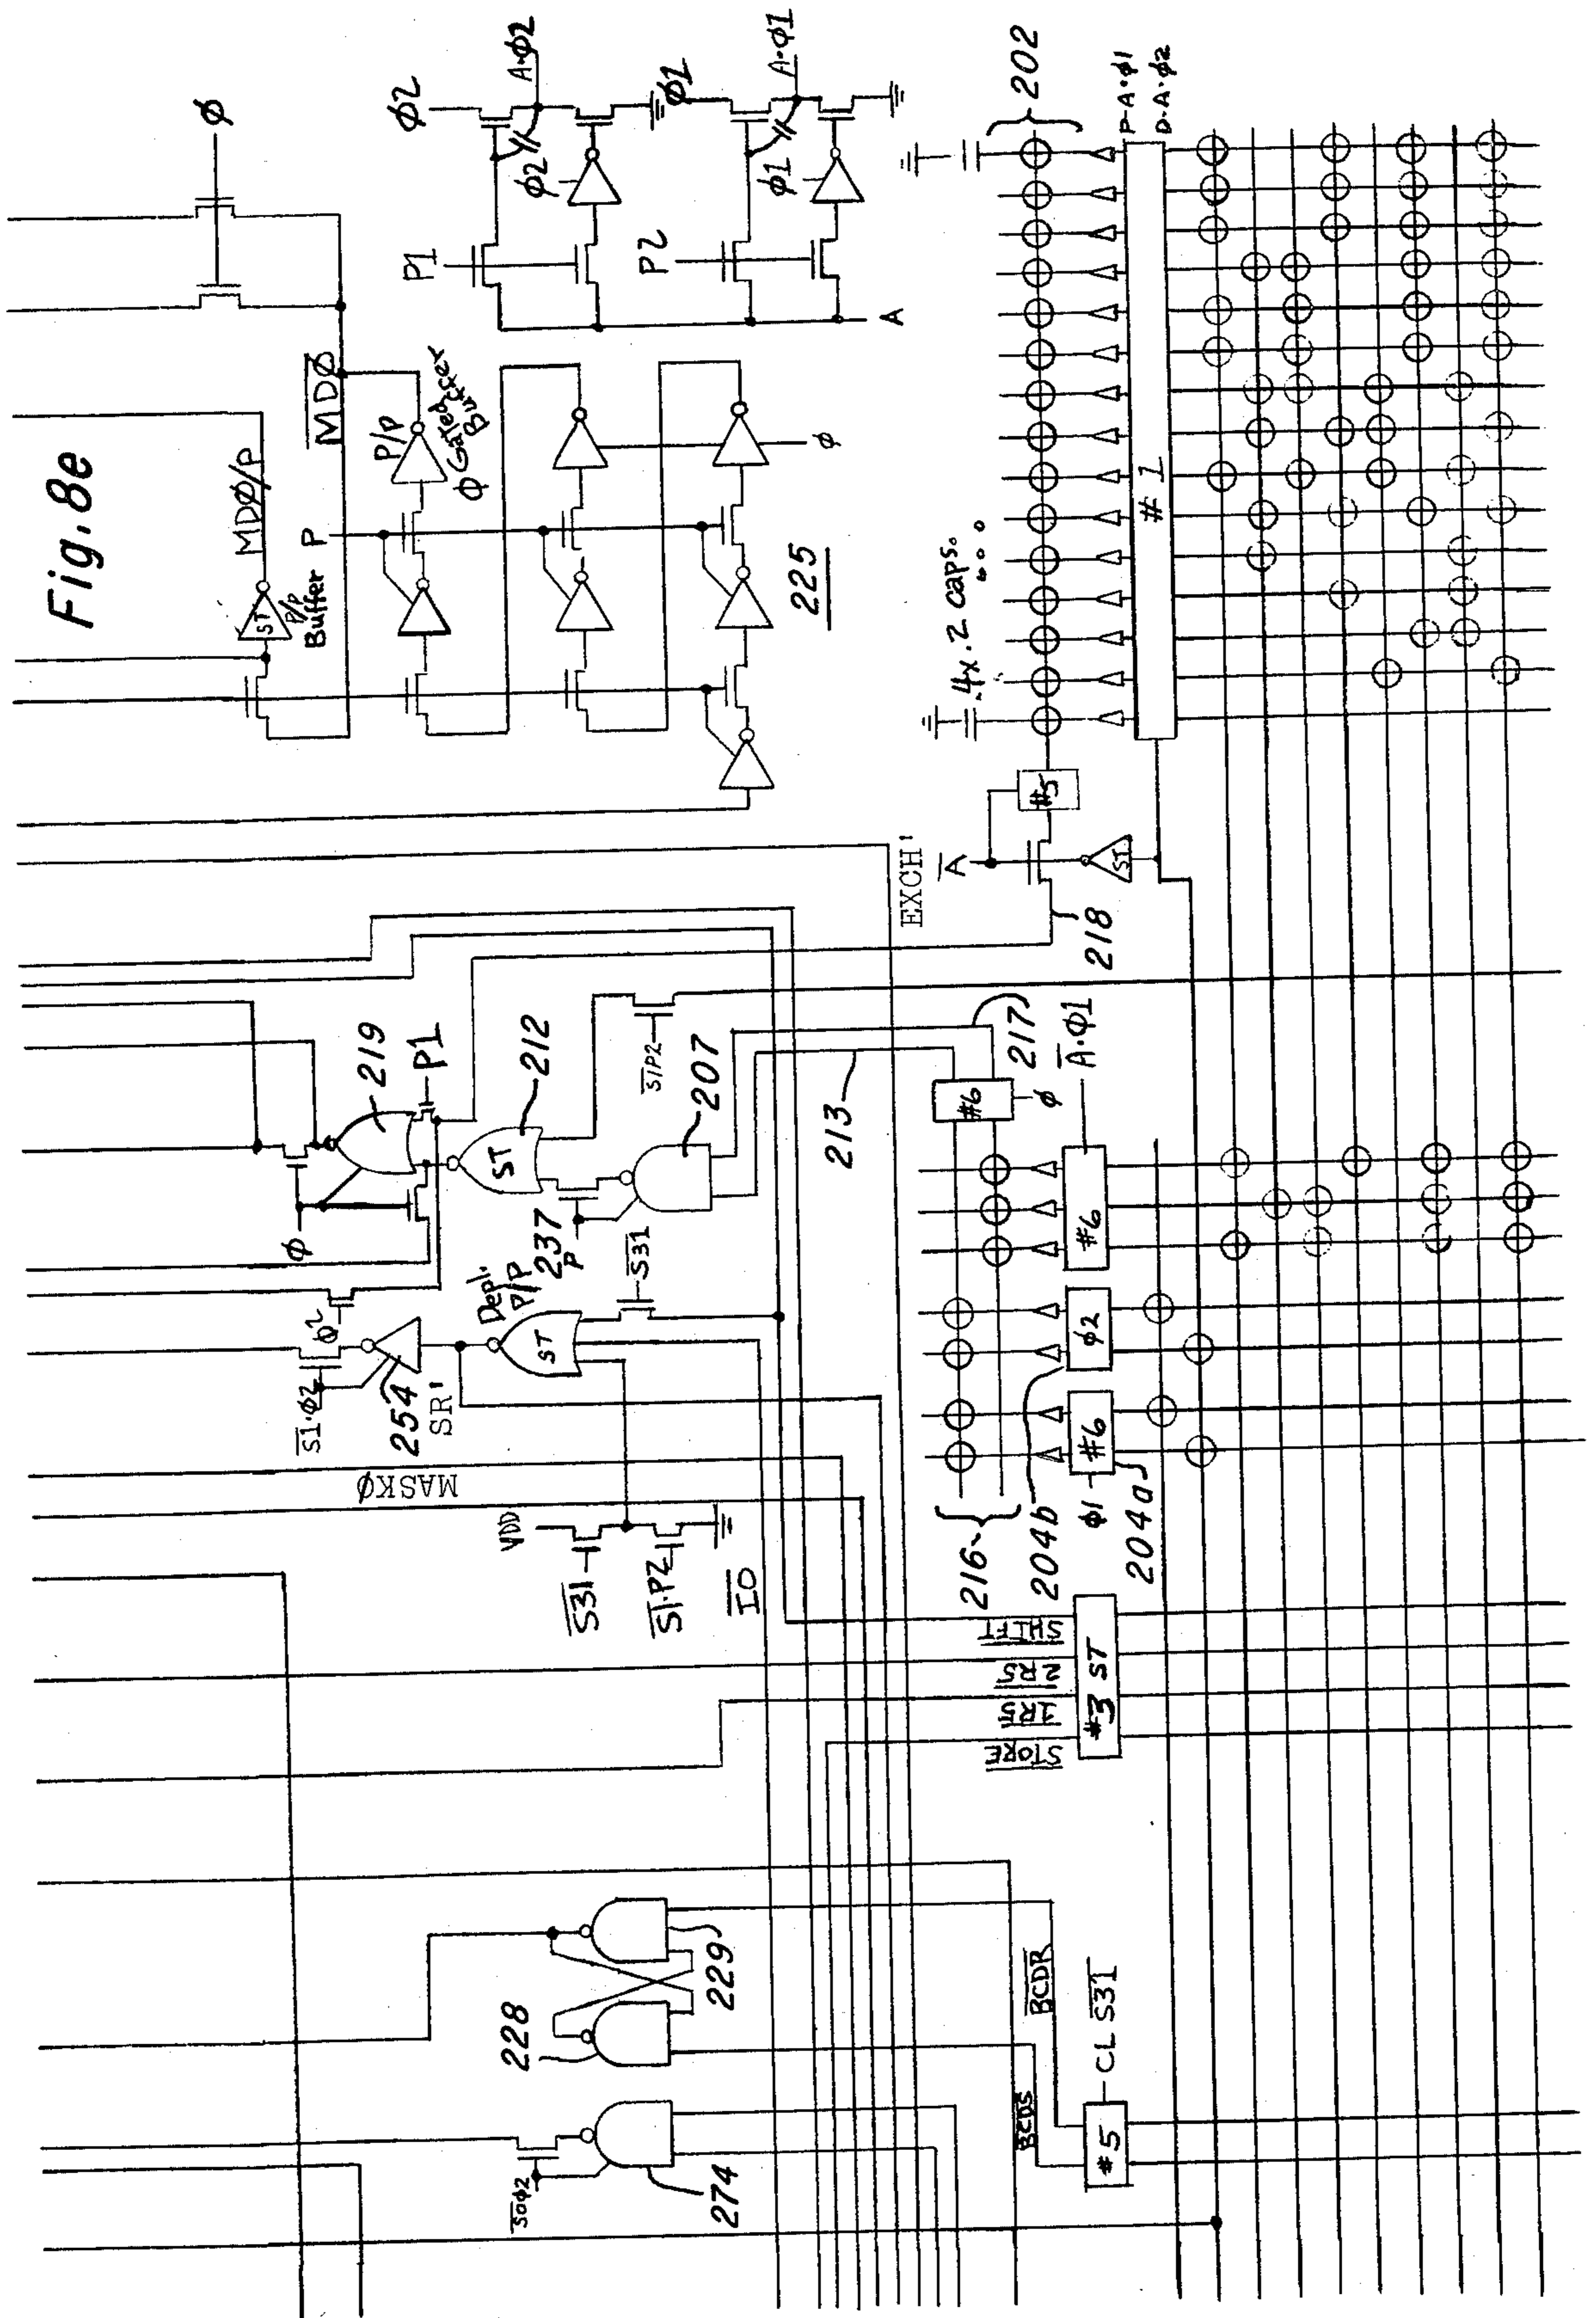 Fig.8e
ϕ
MDϕ/P
ST
P/P
Buffer
P
MDϕ
P/P
ϕ Gated
Buffer
ϕ
225
ϕ2
A·ϕ2
P1
ϕ2
ϕ1
A·ϕ1
P2
ϕ1
A
202
P-A·ϕ1
D-A·ϕ2
#1
.4x.2 caps.
#5
A
ST
EXCH'
218
219
P1
ϕ
212
ST
S1P2
207
237
P
213
217
#6
ϕ
A·ϕ1
#6
ϕ2
S1·ϕ2
254
SR'
Depl.
P/P
ST
S31
MASKϕ
VDD
S31
S1·P2
IO
216
204b
ϕ2
#6
ϕ1
204a
SHIFT
2R5
1R5
STORE
#3 ST
228
229
BCDR
BCDS
CL S31
#5
S0ϕ2
274